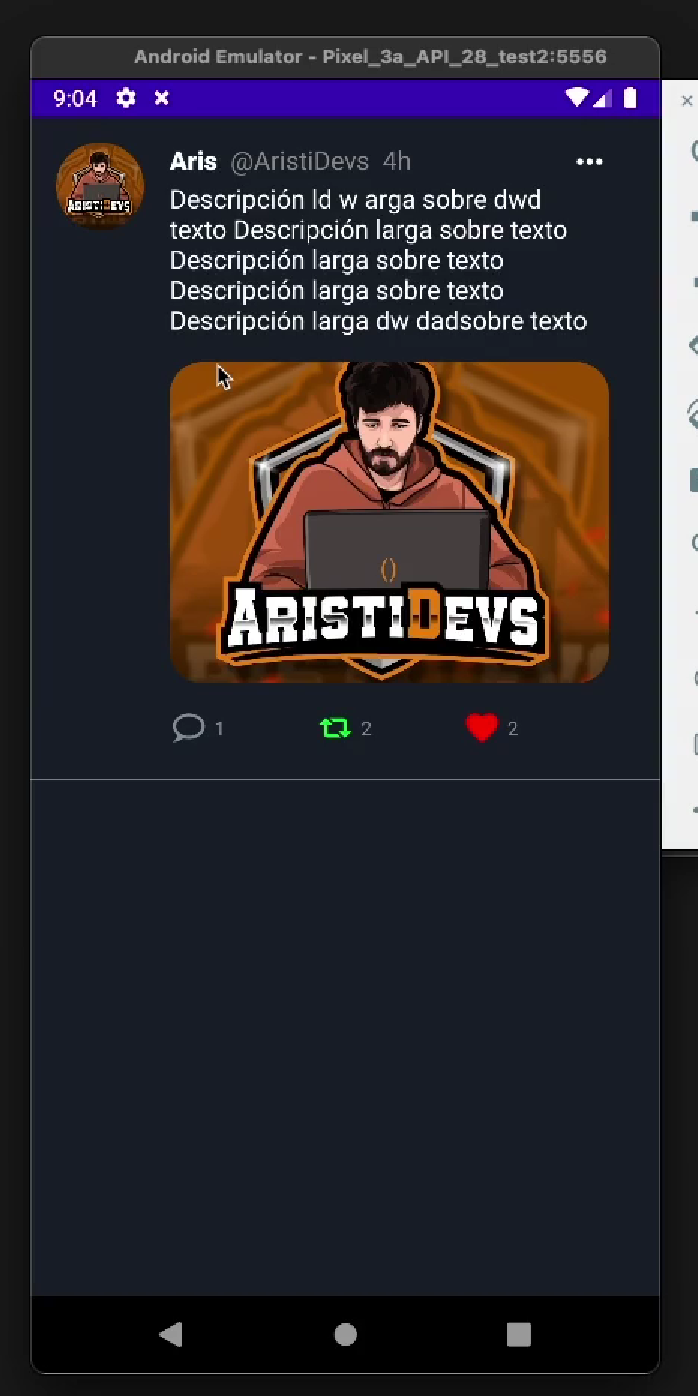 Android Emulator - Pixel_3a_API_28_test2:5556
9:04
Aris @AristiDevs 4h
Descripción ld w arga sobre dwd
texto Descripción larga sobre texto
Descripción larga sobre texto
Descripción larga sobre texto
Descripción larga dw dadsobre texto
ARISTIDEVS
()
ARISTIDEVS
1 2 2